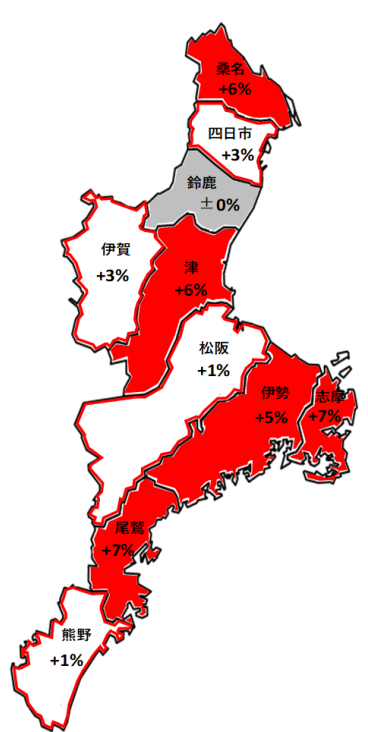 桑名
+6%
四日市
+3%
鈴鹿
±0%
伊賀
+3%
津
+6%
松阪
+1%
伊勢
+5%
志摩
+7%
尾鷲
+7%
熊野
+1%